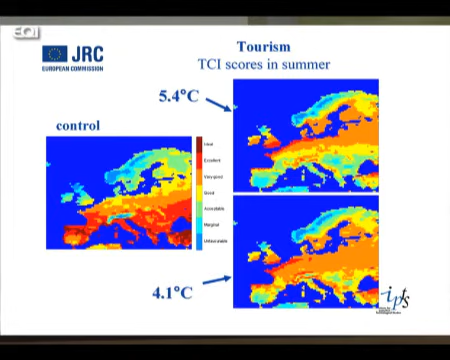 EQI
JRC
EUROPEAN COMMISSION
Tourism
TCI scores in summer
5.4°C
control
Ideal
Excellent
Very good
Good
Acceptable
Marginal
Unfavourable
4.1°C
ipts